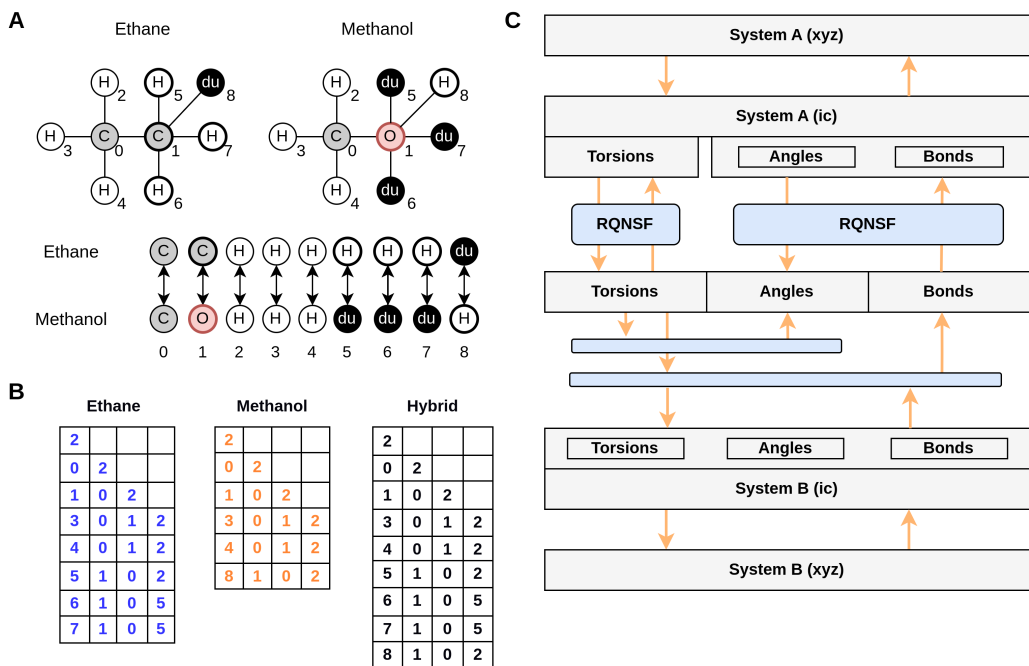 A
Ethane
Methanol
H 2
H 5
du 8
H 3
C 0
C 1
H 7
H 4
H 6
H 2
du 5
H 8
H 3
C 0
O 1
du 7
H 4
du 6
Ethane C C H H H H H H du
Methanol C O H H H du du du H
0 1 2 3 4 5 6 7 8
B
Ethane
2
0 2
1 0 2
3 0 1 2
4 0 1 2
5 1 0 2
6 1 0 5
7 1 0 5
Methanol
2
0 2
1 0 2
3 0 1 2
4 0 1 2
8 1 0 2
Hybrid
2
0 2
1 0 2
3 0 1 2
4 0 1 2
5 1 0 2
6 1 0 5
7 1 0 5
8 1 0 2
C
System A (xyz)
System A (ic)
Torsions Angles Bonds
RQNSF RQNSF
Torsions Angles Bonds
Torsions Angles Bonds
System B (ic)
System B (xyz)